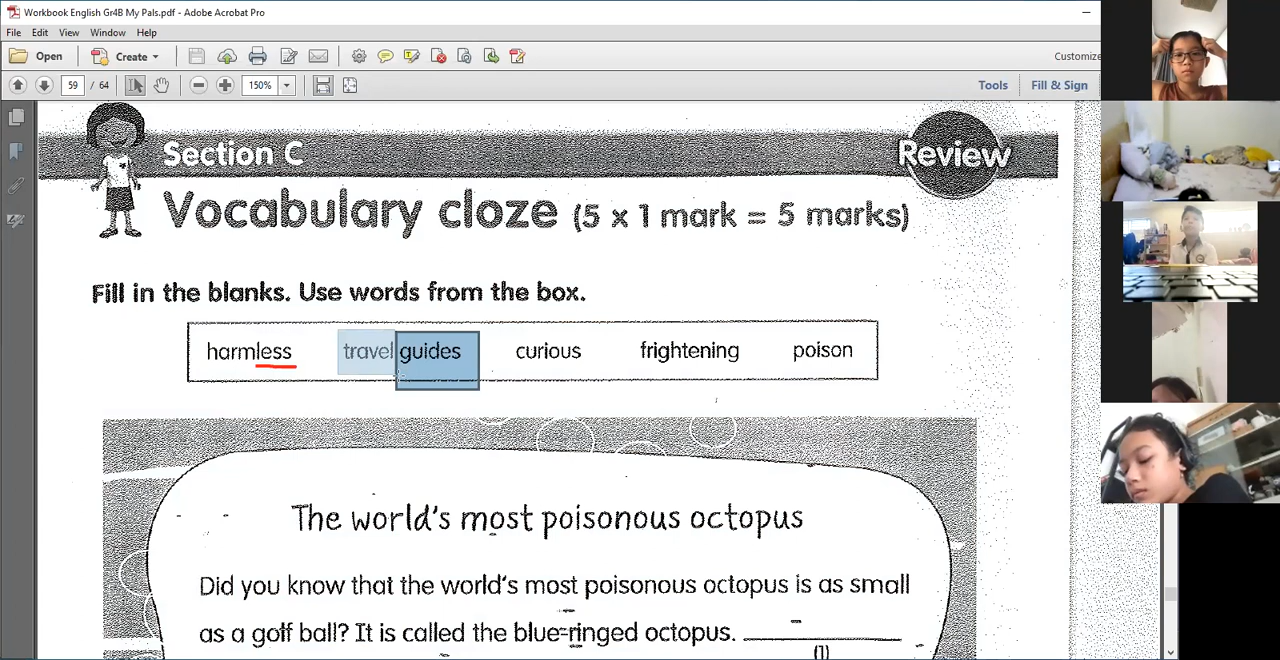 Workbook English Gr4B My Pals.pdf - Adobe Acrobat Pro
File Edit View Window Help
Open Create Customize
59 / 64 150% Tools Fill & Sign
Section C Review
Vocabulary cloze (5 x 1 mark = 5 marks)
Fill in the blanks. Use words from the box.
harmless travel guides curious frightening poison
The world's most poisonous octopus
Did you know that the world's most poisonous octopus is as small
as a golf ball? It is called the blue-ringed octopus. ________
(1)